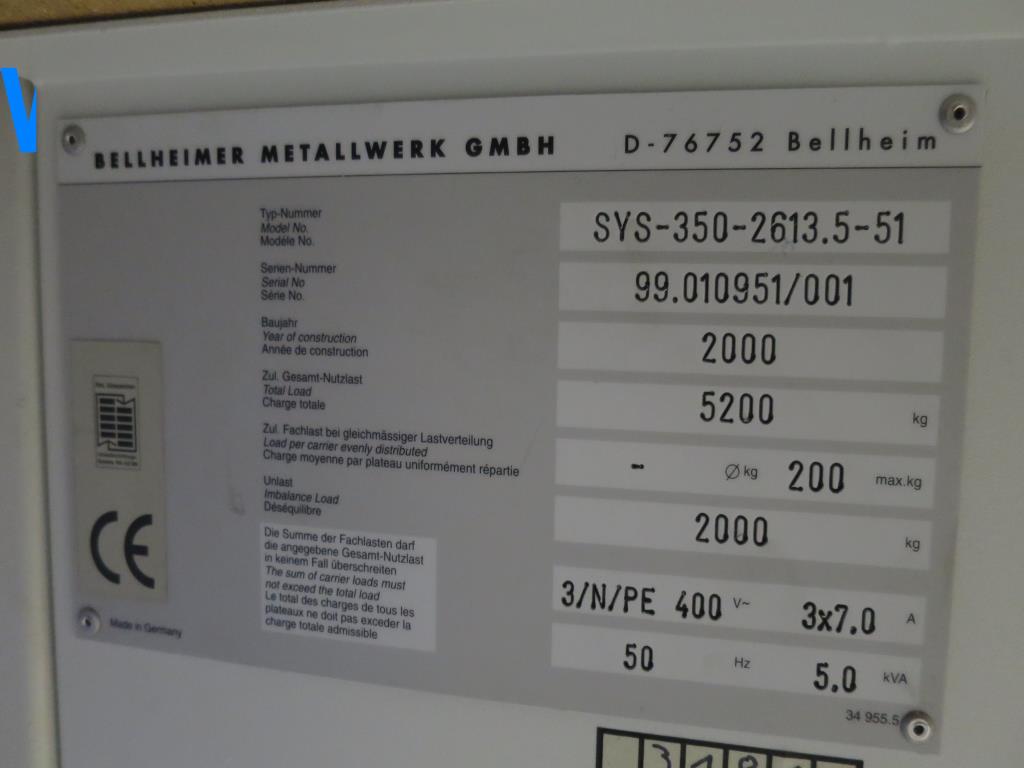 BELLHEIMER METALLWERK GMBH D-76752 Bellheim
Typ-Nummer
Model No.
Modéle No.
SYS-350-2613.5-51
Serien-Nummer
Serial No
Série No.
99.010951/001
Baujahr
Year of construction
Année de construction
2000
Zul. Gesamt-Nutzlast
Total Load
Charge totale
5200 kg
Zul. Fachlast bei gleichmässiger Lastverteilung
Load per carrier evenly distributed
Charge moyenne par plateau uniformément répartie
- Ø kg 200 max.kg
Unlast
Imbalance Load
Déséquilibre
2000 kg
Die Summe der Fachlasten darf
die angegebene Gesamt-Nutzlast
in keinem Fall überschreiten
The sum of carrier loads must
not exceed the total load
Le total des charges de tous les
plateaux ne doit pas exceder la
charge totale admissible
3/N/PE 400 V~ 3x7.0 A
50 Hz 5.0 kVA
CE
Made in Germany
34 955.5